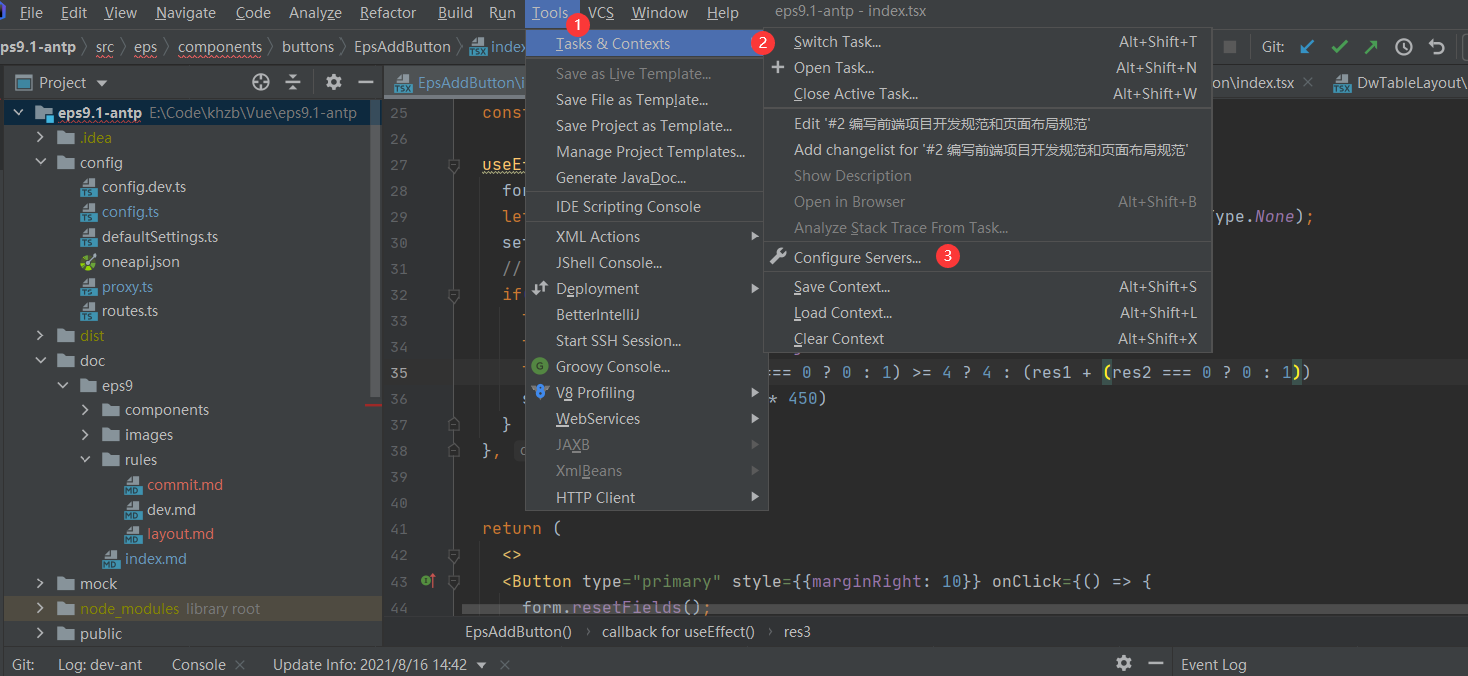 File Edit View Navigate Code Analyze Refactor Build Run Tools VCS Window Help eps9.1-antp - index.tsx
1
ps9.1-antp src eps components buttons EpsAddButton index
Git:
Project
EpsAddButton\i
on\index.tsx
DwTableLayout\
eps9.1-antp E:\Code\khzb\Vue\eps9.1-antp
.idea
config
config.dev.ts
config.ts
defaultSettings.ts
oneapi.json
proxy.ts
routes.ts
dist
doc
eps9
components
images
rules
commit.md
dev.md
layout.md
index.md
mock
node_modules library root
public
Tasks & Contexts
2
Save as Live Template...
Save File as Template...
Save Project as Template...
Manage Project Templates...
Generate JavaDoc...
IDE Scripting Console
XML Actions
JShell Console...
Deployment
BetterIntelliJ
Start SSH Session...
Groovy Console...
V8 Profiling
WebServices
JAXB
XmlBeans
HTTP Client
Switch Task... Alt+Shift+T
Open Task... Alt+Shift+N
Close Active Task... Alt+Shift+W
Edit '#2 编写前端项目开发规范和页面布局规范'
Add changelist for '#2 编写前端项目开发规范和页面布局规范'
Show Description
Open in Browser Alt+Shift+B
Analyze Stack Trace From Task...
Configure Servers...
3
Save Context... Alt+Shift+S
Load Context... Alt+Shift+L
Clear Context Alt+Shift+X
25 cons
26
27 useE
28 for
29 let Type.None);
30 se
31 //
32 if
33
34
35 === 0 ? 0 : 1) >= 4 ? 4 : (res1 + (res2 === 0 ? 0 : 1))
36 s * 450)
37 }
38 },
39
40
41 return (
42 <>
43 <Button type="primary" style={{marginRight: 10}} onClick={() => {
44 form.resetFields();
EpsAddButton() callback for useEffect() res3
Git: Log: dev-ant Console Update Info: 2021/8/16 14:42 Event Log